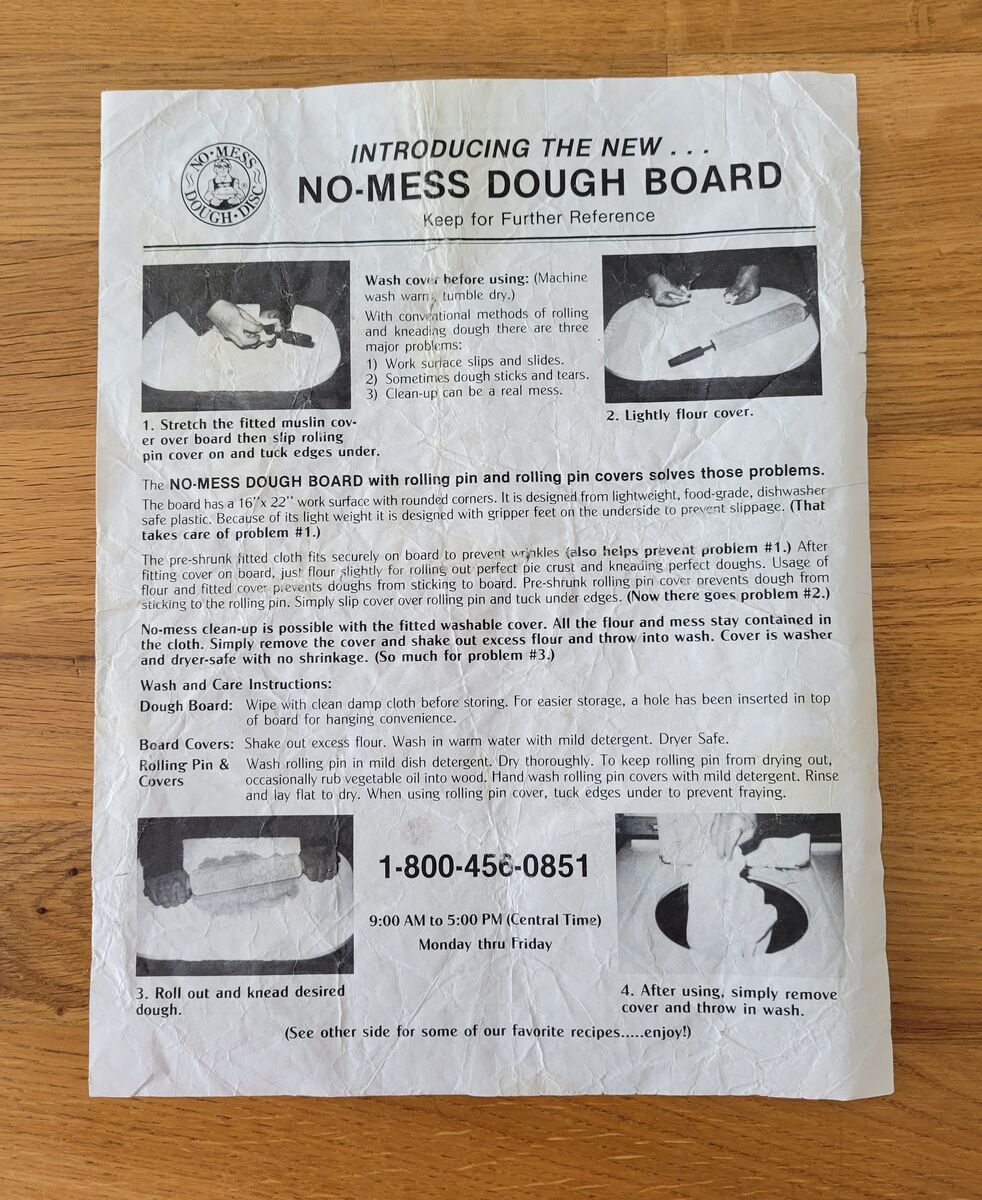 NO-MESS
DOUGH-DISC
INTRODUCING THE NEW . . .
NO-MESS DOUGH BOARD
Keep for Further Reference
Wash cover before using: (Machine
wash warm, tumble dry.)
With conventional methods of rolling
and kneading dough there are three
major problems:
1) Work surface slips and slides.
2) Sometimes dough sticks and tears.
3) Clean-up can be a real mess.
1. Stretch the fitted muslin cov-
er over board then slip rolling
pin cover on and tuck edges under.
2. Lightly flour cover.
The NO-MESS DOUGH BOARD with rolling pin and rolling pin covers solves those problems.
The board has a 16"x 22" work surface with rounded corners. It is designed from lightweight, food-grade, dishwasher
safe plastic. Because of its light weight it is designed with gripper feet on the underside to prevent slippage. (That
takes care of problem #1.)
The pre-shrunk fitted cloth fits securely on board to prevent wrinkles (also helps prevent problem #1.) After
fitting cover on board, just flour slightly for rolling out perfect pie crust and kneading perfect doughs. Usage of
flour and fitted cover prevents doughs from sticking to board. Pre-shrunk rolling pin cover prevents dough from
sticking to the rolling pin. Simply slip cover over rolling pin and tuck under edges. (Now there goes problem #2.)
No-mess clean-up is possible with the fitted washable cover. All the flour and mess stay contained in
the cloth. Simply remove the cover and shake out excess flour and throw into wash. Cover is washer
and dryer-safe with no shrinkage. (So much for problem #3.)
Wash and Care Instructions:
Dough Board: Wipe with clean damp cloth before storing. For easier storage, a hole has been inserted in top
of board for hanging convenience.
Board Covers: Shake out excess flour. Wash in warm water with mild detergent. Dryer Safe.
Rolling Pin & Wash rolling pin in mild dish detergent. Dry thoroughly. To keep rolling pin from drying out,
Covers occasionally rub vegetable oil into wood. Hand wash rolling pin covers with mild detergent. Rinse
and lay flat to dry. When using rolling pin cover, tuck edges under to prevent fraying.
1-800-456-0851
9:00 AM to 5:00 PM (Central Time)
Monday thru Friday
3. Roll out and knead desired
dough.
4. After using, simply remove
cover and throw in wash.
(See other side for some of our favorite recipes.....enjoy!)